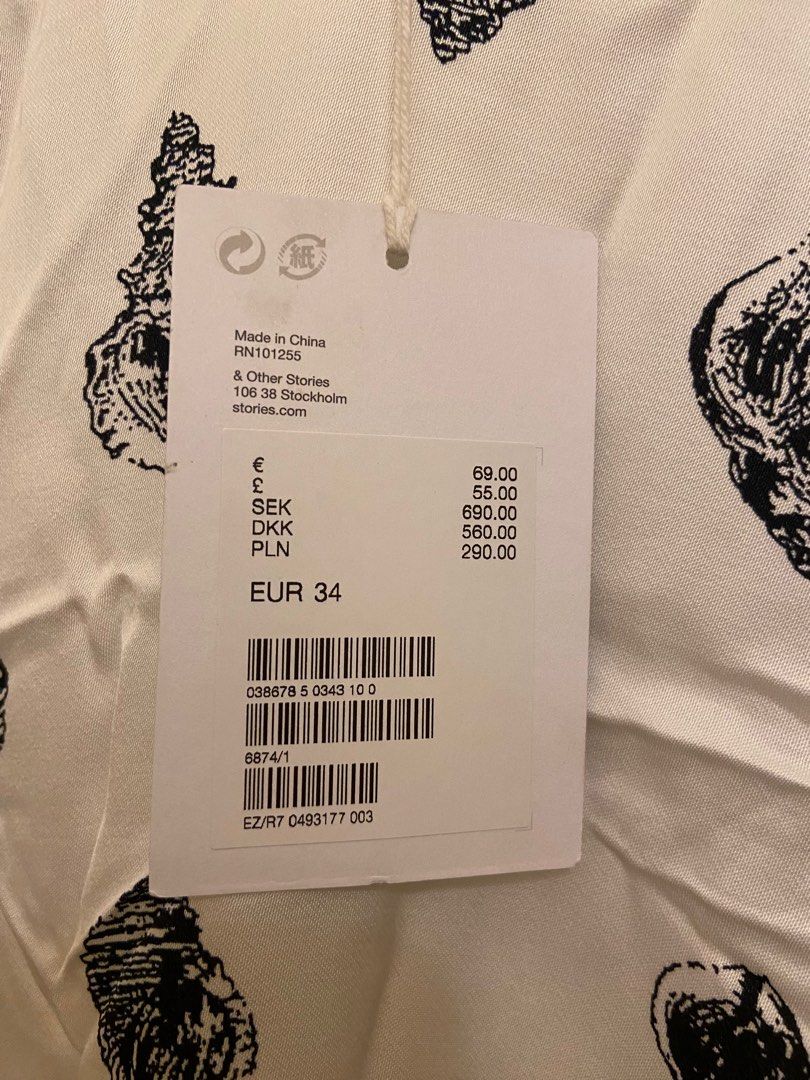 紙
Made in China
RN101255
& Other Stories
106 38 Stockholm
stories.com
€ 69.00
£ 55.00
SEK 690.00
DKK 560.00
PLN 290.00
EUR 34
038678 5 0343 10 0
6874/1
EZ/R7 0493177 003